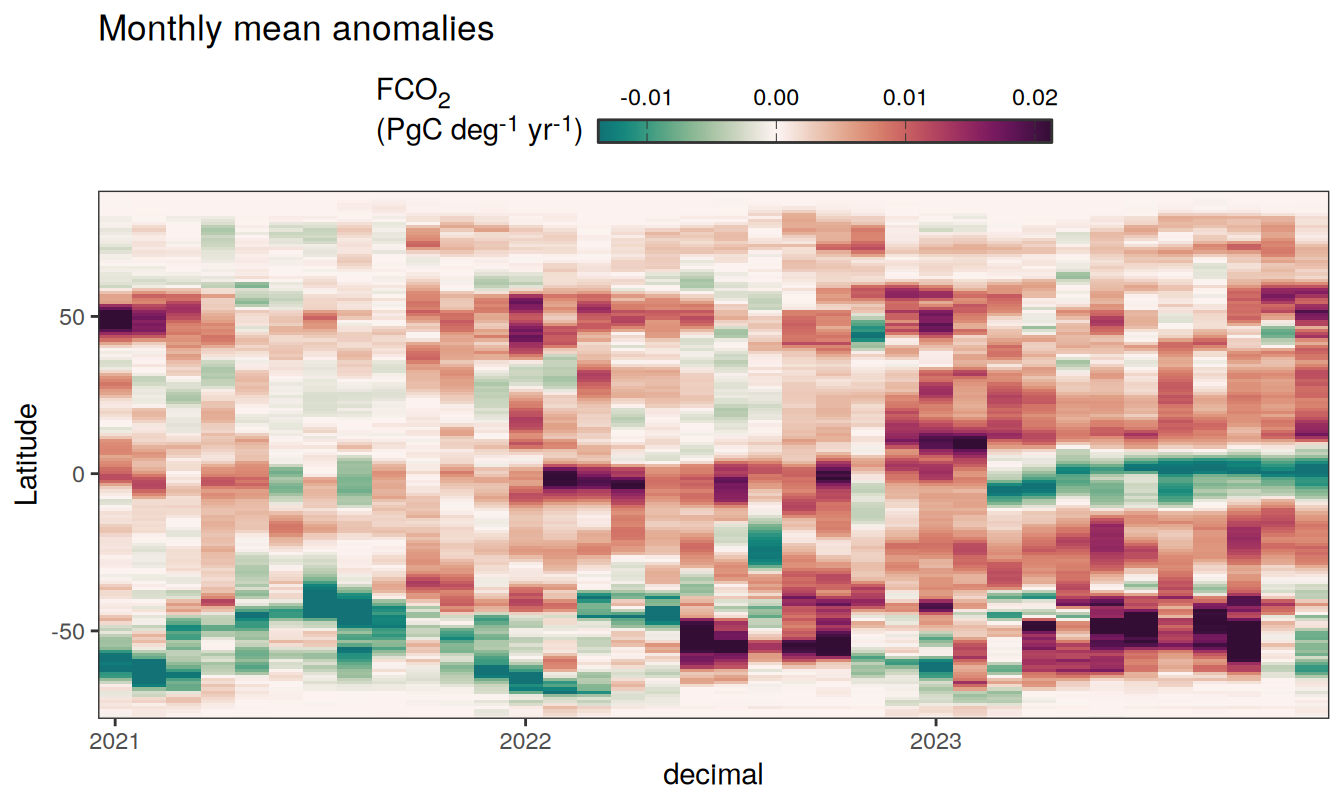 Monthly mean anomalies
FCO₂
(PgC deg⁻¹ yr⁻¹)
-0.01 0.00 0.01 0.02
Latitude
50
0
-50
2021 2022 2023
decimal